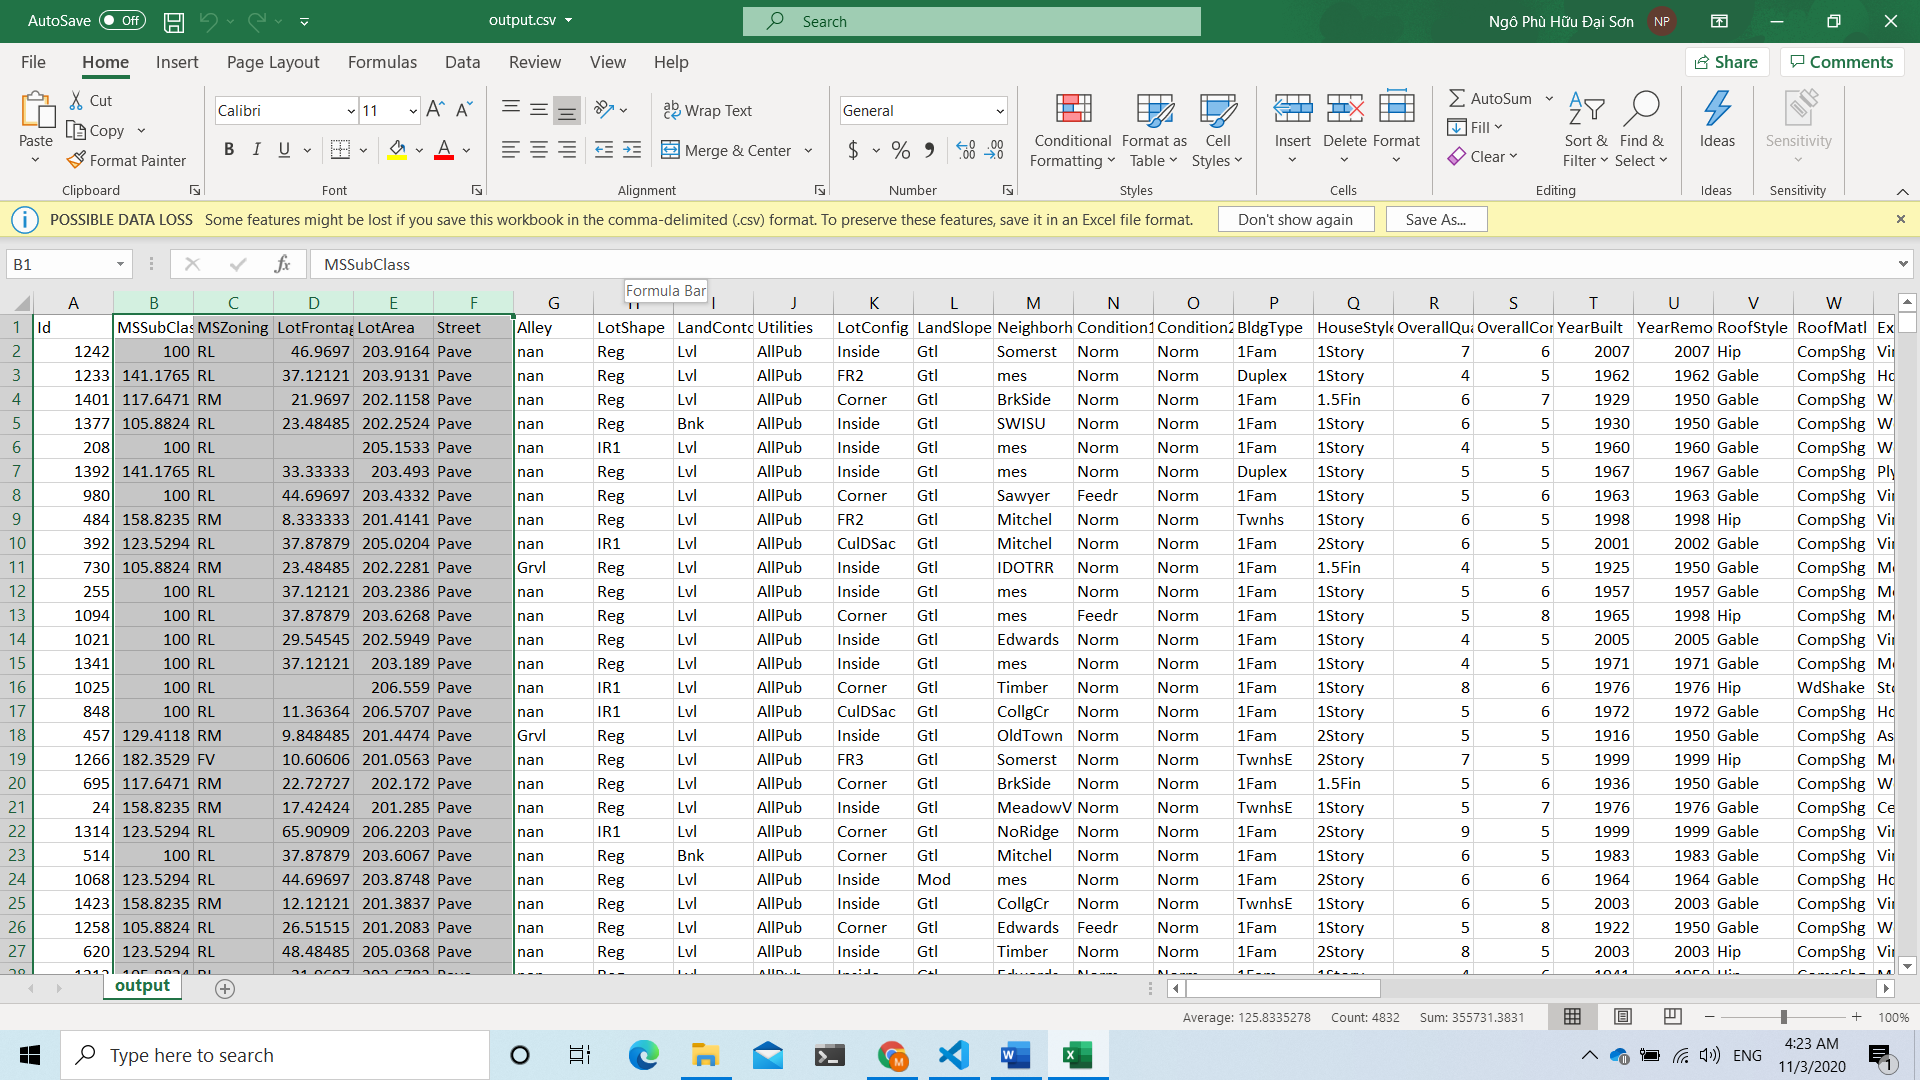 AutoSave Off
output.csv
Search
Ngô Phù Hữu Đại Sơn NP
File Home Insert Page Layout Formulas Data Review View Help
Share Comments
Paste
Cut
Copy
Format Painter
Clipboard
Calibri 11
B I U A
Font
Wrap Text
Merge & Center
Alignment
General
$ % 9
Number
Conditional Formatting
Format as Table
Cell Styles
Styles
Insert Delete Format
Cells
AutoSum
Fill
Clear
Sort & Filter
Find & Select
Editing
Ideas
Ideas
Sensitivity
Sensitivity
POSSIBLE DATA LOSS Some features might be lost if you save this workbook in the comma-delimited (.csv) format. To preserve these features, save it in an Excel file format. Don't show again Save As...
B1 fx MSSubClass
Formula Bar
A B C D E F G H I J K L M N O P Q R S T U V W
1 Id MSSubClas MSZoning LotFrontag LotArea Street Alley LotShape LandConto Utilities LotConfig LandSlope Neighborh Condition1 Condition2 BldgType HouseStyle OverallQua OverallCon YearBuilt YearRemo RoofStyle RoofMatl Ex
2 1242 100 RL 46.9697 203.9164 Pave nan Reg Lvl AllPub Inside Gtl Somerst Norm Norm 1Fam 1Story 7 6 2007 2007 Hip CompShg Vi
3 1233 141.1765 RL 37.12121 203.9131 Pave nan Reg Lvl AllPub FR2 Gtl mes Norm Norm Duplex 1Story 4 5 1962 1962 Gable CompShg Hd
4 1401 117.6471 RM 21.9697 202.1158 Pave nan Reg Lvl AllPub Corner Gtl BrkSide Norm Norm 1Fam 1.5Fin 6 7 1929 1950 Gable CompShg W
5 1377 105.8824 RL 23.48485 202.2524 Pave nan Reg Bnk AllPub Inside Gtl SWISU Norm Norm 1Fam 1Story 6 5 1930 1950 Gable CompShg W
6 208 100 RL 205.1533 Pave nan IR1 Lvl AllPub Inside Gtl mes Norm Norm 1Fam 1Story 4 5 1960 1960 Gable CompShg W
7 1392 141.1765 RL 33.33333 203.493 Pave nan Reg Lvl AllPub Inside Gtl mes Norm Norm Duplex 1Story 5 5 1967 1967 Gable CompShg Ply
8 980 100 RL 44.69697 203.4332 Pave nan Reg Lvl AllPub Corner Gtl Sawyer Feedr Norm 1Fam 1Story 5 6 1963 1963 Gable CompShg Vi
9 484 158.8235 RM 8.333333 201.4141 Pave nan Reg Lvl AllPub FR2 Gtl Mitchel Norm Norm Twnhs 1Story 6 5 1998 1998 Hip CompShg Vi
10 392 123.5294 RL 37.87879 205.0204 Pave nan IR1 Lvl AllPub CulDSac Gtl Mitchel Norm Norm 1Fam 2Story 6 5 2001 2002 Gable CompShg Vi
11 730 105.8824 RM 23.48485 202.2281 Pave Grvl Reg Lvl AllPub Inside Gtl IDOTRR Norm Norm 1Fam 1.5Fin 4 5 1925 1950 Gable CompShg M
12 255 100 RL 37.12121 203.2386 Pave nan Reg Lvl AllPub Inside Gtl mes Norm Norm 1Fam 1Story 5 6 1957 1957 Gable CompShg M
13 1094 100 RL 37.87879 203.6268 Pave nan Reg Lvl AllPub Corner Gtl mes Feedr Norm 1Fam 1Story 5 8 1965 1998 Hip CompShg M
14 1021 100 RL 29.54545 202.5949 Pave nan Reg Lvl AllPub Inside Gtl Edwards Norm Norm 1Fam 1Story 4 5 2005 2005 Gable CompShg Vi
15 1341 100 RL 37.12121 203.189 Pave nan Reg Lvl AllPub Inside Gtl mes Norm Norm 1Fam 1Story 4 5 1971 1971 Gable CompShg M
16 1025 100 RL 206.559 Pave nan IR1 Lvl AllPub Corner Gtl Timber Norm Norm 1Fam 1Story 8 6 1976 1976 Hip WdShake Sto
17 848 100 RL 11.36364 206.5707 Pave nan IR1 Lvl AllPub CulDSac Gtl CollgCr Norm Norm 1Fam 1Story 5 6 1972 1972 Gable CompShg Hd
18 457 129.4118 RM 9.848485 201.4474 Pave Grvl Reg Lvl AllPub Inside Gtl OldTown Norm Norm 1Fam 2Story 5 5 1916 1950 Gable CompShg As
19 1266 182.3529 FV 10.60606 201.0563 Pave nan Reg Lvl AllPub FR3 Gtl Somerst Norm Norm TwnhsE 2Story 7 5 1999 1999 Hip CompShg M
20 695 117.6471 RM 22.72727 202.172 Pave nan Reg Lvl AllPub Corner Gtl BrkSide Norm Norm 1Fam 1.5Fin 5 6 1936 1950 Gable CompShg W
21 24 158.8235 RM 17.42424 201.285 Pave nan Reg Lvl AllPub Inside Gtl MeadowV Norm Norm TwnhsE 1Story 5 7 1976 1976 Gable CompShg Ce
22 1314 123.5294 RL 65.90909 206.2203 Pave nan IR1 Lvl AllPub Corner Gtl NoRidge Norm Norm 1Fam 2Story 9 5 1999 1999 Gable CompShg Vi
23 514 100 RL 37.87879 203.6067 Pave nan Reg Bnk AllPub Corner Gtl Mitchel Norm Norm 1Fam 1Story 6 5 1983 1983 Gable CompShg Vi
24 1068 123.5294 RL 44.69697 203.8748 Pave nan Reg Lvl AllPub Inside Mod mes Norm Norm 1Fam 2Story 6 6 1964 1964 Gable CompShg Hd
25 1423 158.8235 RM 12.12121 201.3837 Pave nan Reg Lvl AllPub Inside Gtl CollgCr Norm Norm TwnhsE 1Story 6 5 2003 2003 Gable CompShg Vi
26 1258 105.8824 RL 26.51515 201.2083 Pave nan Reg Lvl AllPub Corner Gtl Edwards Feedr Norm 1Fam 1Story 5 8 1922 1950 Gable CompShg W
27 620 123.5294 RL 48.48485 205.0368 Pave nan Reg Lvl AllPub Inside Gtl Timber Norm Norm 1Fam 2Story 8 5 2003 2003 Hip CompShg Vi
output
Average: 125.8335278 Count: 4832 Sum: 355731.3831 100%
Type here to search
ENG
4:23 AM
11/3/2020
1